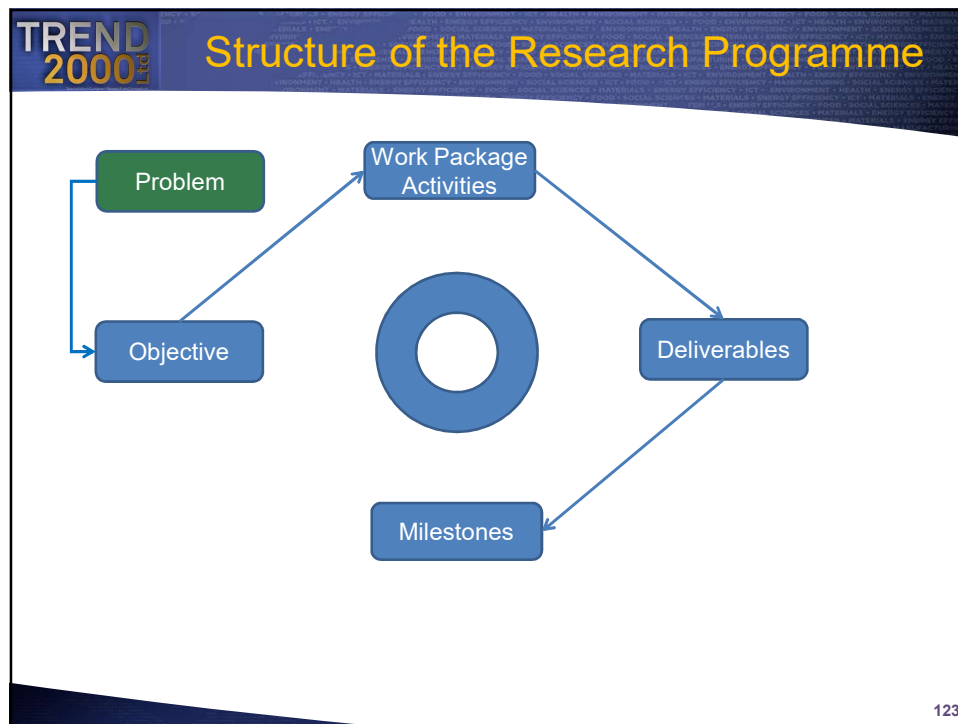 TREND
2000 Ltd
Structure of the Research Programme
Problem
Work Package
Activities
Objective
Deliverables
Milestones
123